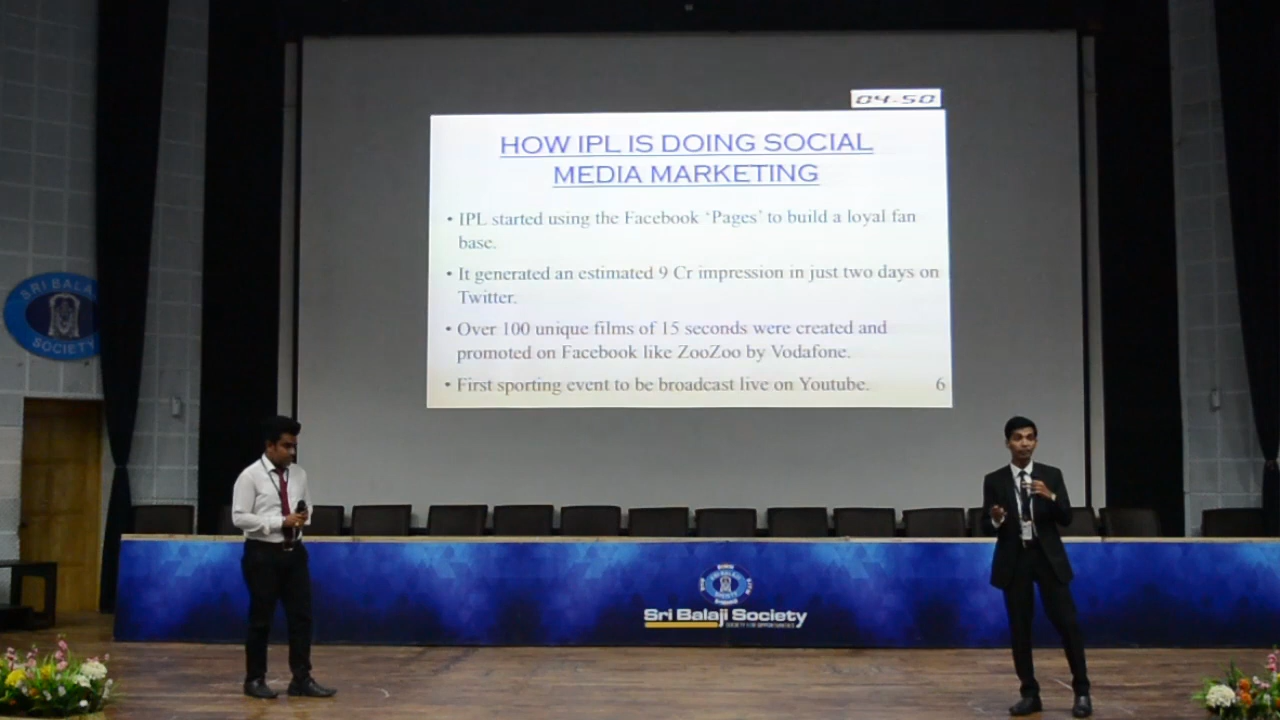 04-50
HOW IPL IS DOING SOCIAL
MEDIA MARKETING
• IPL started using the Facebook ‘Pages’ to build a loyal fan
base.
• It generated an estimated 9 Cr impression in just two days on
Twitter.
• Over 100 unique films of 15 seconds were created and
promoted on Facebook like ZooZoo by Vodafone.
• First sporting event to be broadcast live on Youtube.
6
SRI BALAJI
SOCIETY
Sri Balaji Society